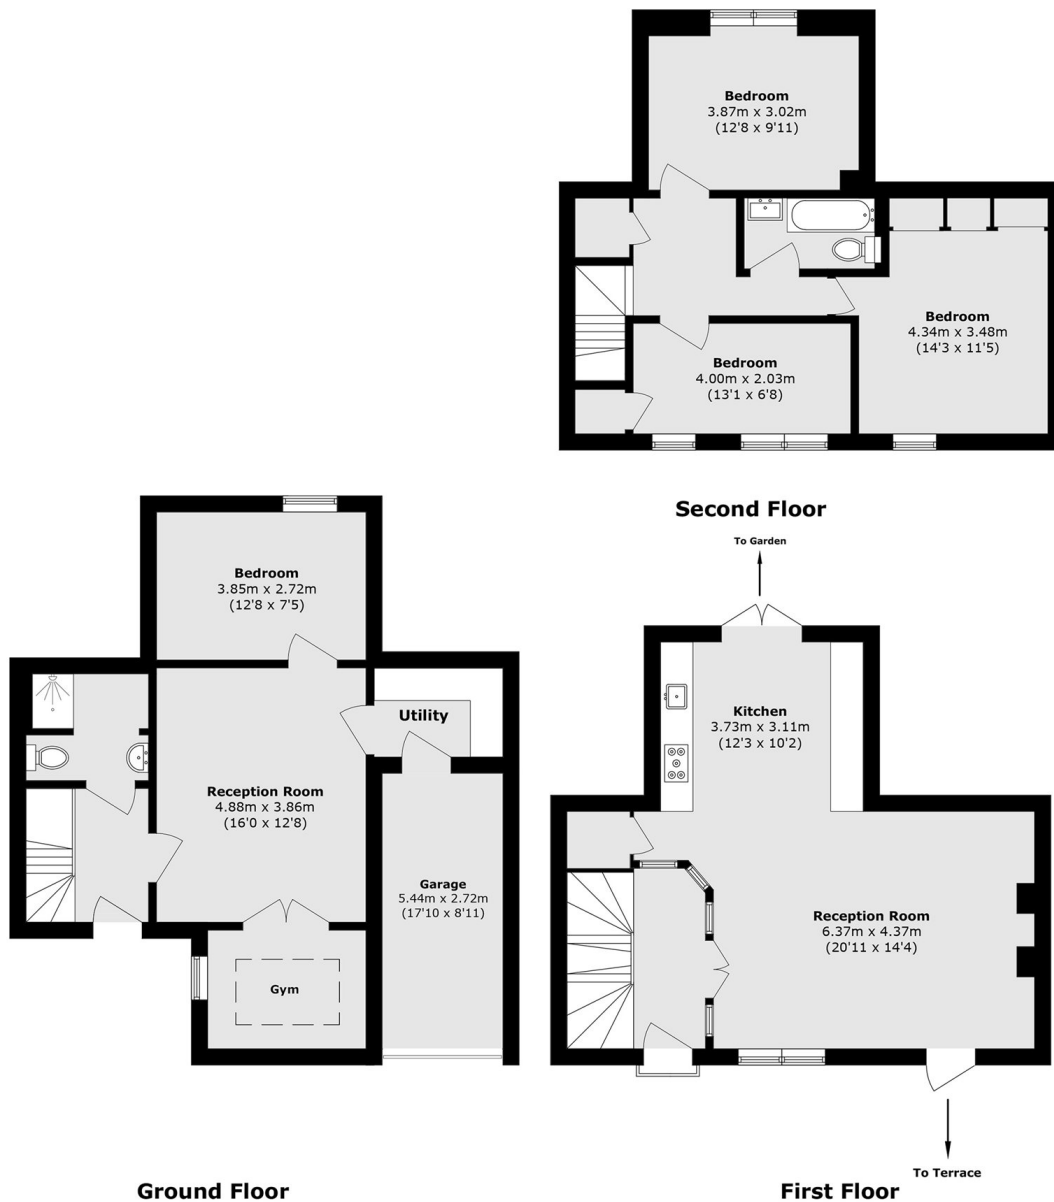 Bedroom
3.87m x 3.02m
(12'8 x 9'11)
Bedroom
4.34m x 3.48m
(14'3 x 11'5)
Bedroom
4.00m x 2.03m
(13'1 x 6'8)
Second Floor
To Garden
Bedroom
3.85m x 2.72m
(12'8 x 7'5)
Utility
Reception Room
4.88m x 3.86m
(16'0 x 12'8)
Garage
5.44m x 2.72m
(17'10 x 8'11)
Gym
Ground Floor
Kitchen
3.73m x 3.11m
(12'3 x 10'2)
Reception Room
6.37m x 4.37m
(20'11 x 14'4)
To Terrace
First Floor